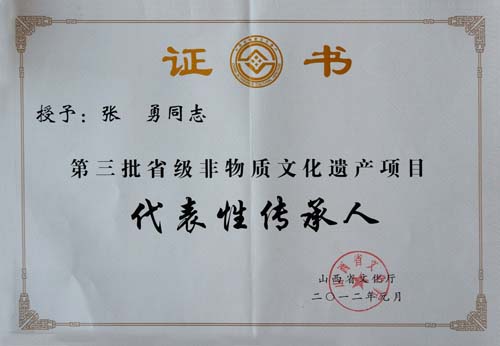 证 书
授予：张 勇同志
第三批省级非物质文化遗产项目
代表性传承人
山西省文化厅
二〇一二年元月